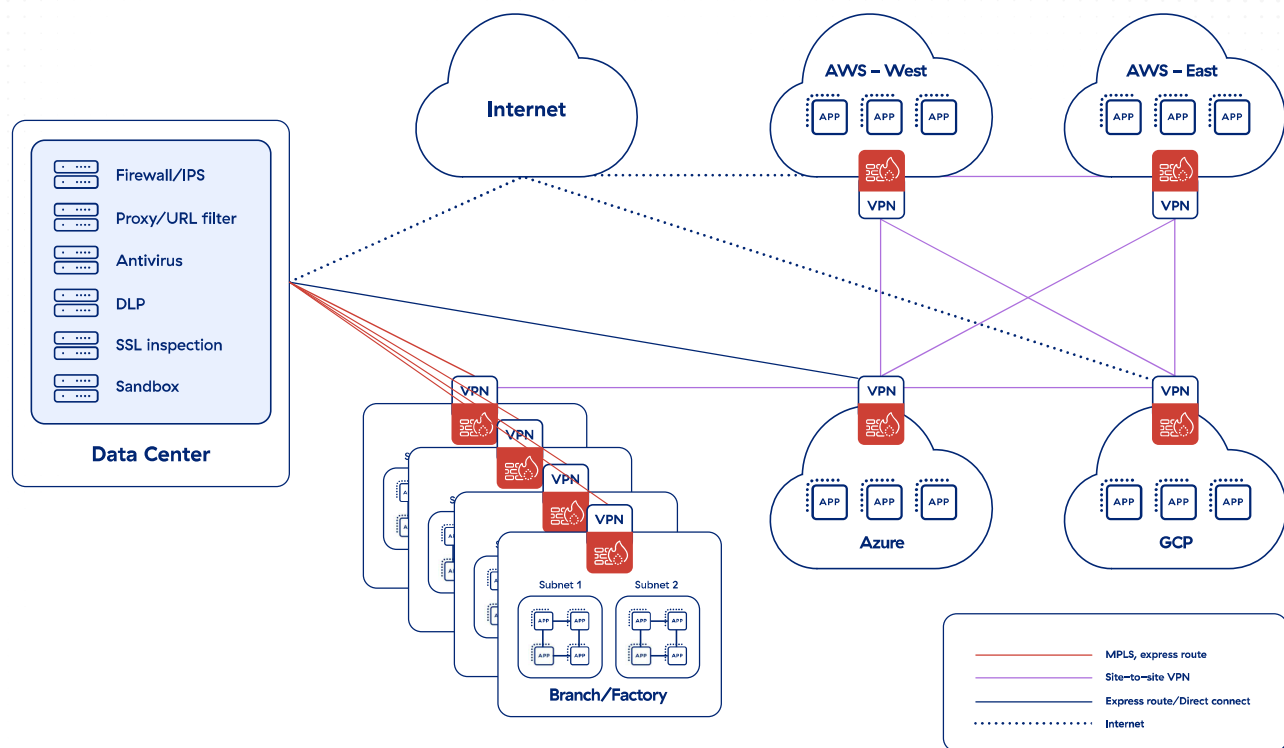 Internet
AWS – West
APP APP APP
VPN
AWS – East
APP APP APP
VPN
Firewall/IPS
Proxy/URL filter
Antivirus
DLP
SSL inspection
Sandbox
Data Center
VPN
VPN
VPN
VPN
Subnet 1
APP APP
APP APP
Subnet 2
APP APP
APP APP
Branch/Factory
VPN
APP APP APP
Azure
VPN
APP APP APP
GCP
MPLS, express route
Site-to-site VPN
Express route/Direct connect
Internet